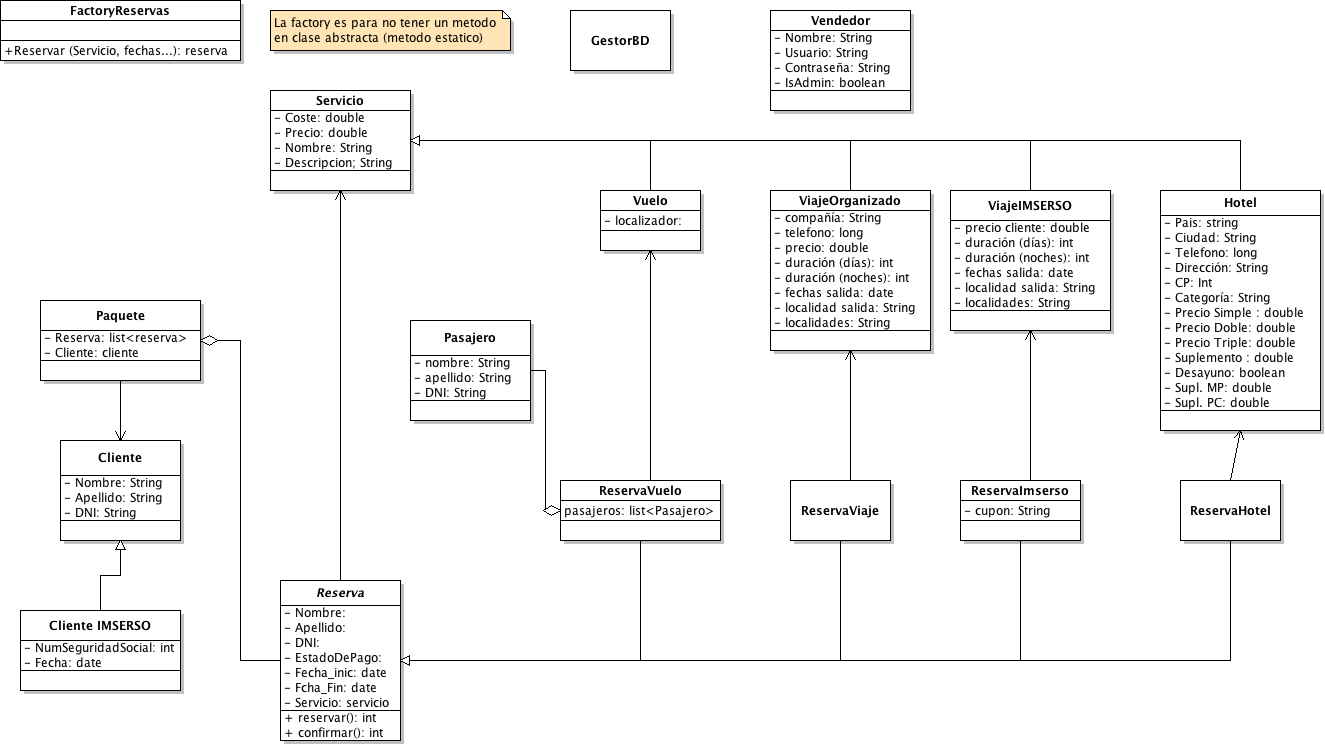 FactoryReservas
+Reservar (Servicio, fechas...): reserva
La factory es para no tener un metodo
en clase abstracta (metodo estatico)
GestorBD
Vendedor
- Nombre: String
- Usuario: String
- Contraseña: String
- IsAdmin: boolean
Servicio
- Coste: double
- Precio: double
- Nombre: String
- Descripcion; String
Vuelo
- localizador:
ViajeOrganizado
- compañía: String
- telefono: long
- precio: double
- duración (días): int
- duración (noches): int
- fechas salida: date
- localidad salida: String
- localidades: String
ViajeIMSERSO
- precio cliente: double
- duración (días): int
- duración (noches): int
- fechas salida: date
- localidad salida: String
- localidades: String
Hotel
- Pais: string
- Ciudad: String
- Telefono: long
- Dirección: String
- CP: Int
- Categoría: String
- Precio Simple : double
- Precio Doble: double
- Precio Triple: double
- Suplemento : double
- Desayuno: boolean
- Supl. MP: double
- Supl. PC: double
Paquete
- Reserva: list<reserva>
- Cliente: cliente
Pasajero
- nombre: String
- apellido: String
- DNI: String
Cliente
- Nombre: String
- Apellido: String
- DNI: String
ReservaVuelo
pasajeros: list<Pasajero>
ReservaViaje
ReservaImserso
- cupon: String
ReservaHotel
Cliente IMSERSO
- NumSeguridadSocial: int
- Fecha: date
Reserva
- Nombre:
- Apellido:
- DNI:
- EstadoDePago:
- Fecha_inic: date
- Fcha_Fin: date
- Servicio: servicio
+ reservar(): int
+ confirmar(): int